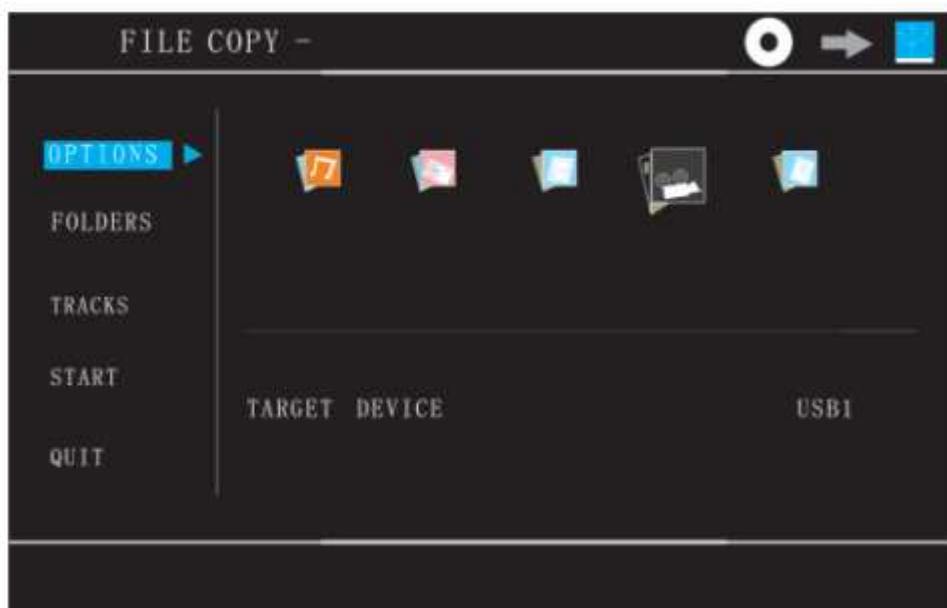 FILE COPY -
OPTIONS
FOLDERS
TRACKS
START
QUIT
TARGET DEVICE USB1